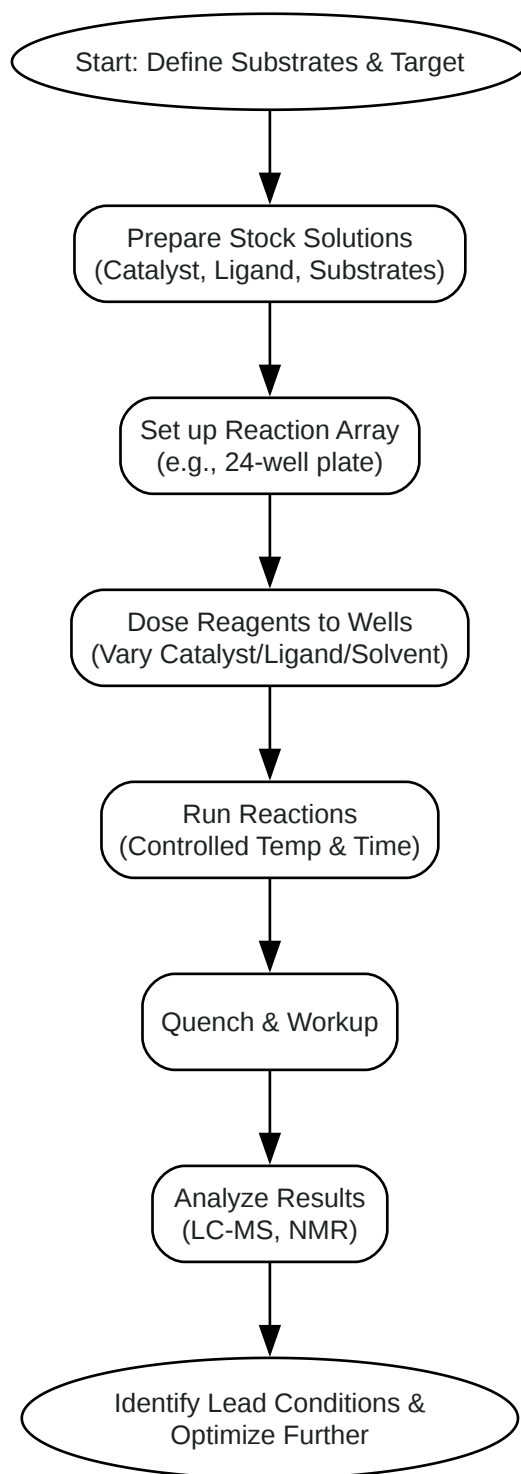 Start: Define Substrates & Target
Prepare Stock Solutions
(Catalyst, Ligand, Substrates)
Set up Reaction Array
(e.g., 24-well plate)
Dose Reagents to Wells
(Vary Catalyst/Ligand/Solvent)
Run Reactions
(Controlled Temp & Time)
Quench & Workup
Analyze Results
(LC-MS, NMR)
Identify Lead Conditions &
Optimize Further